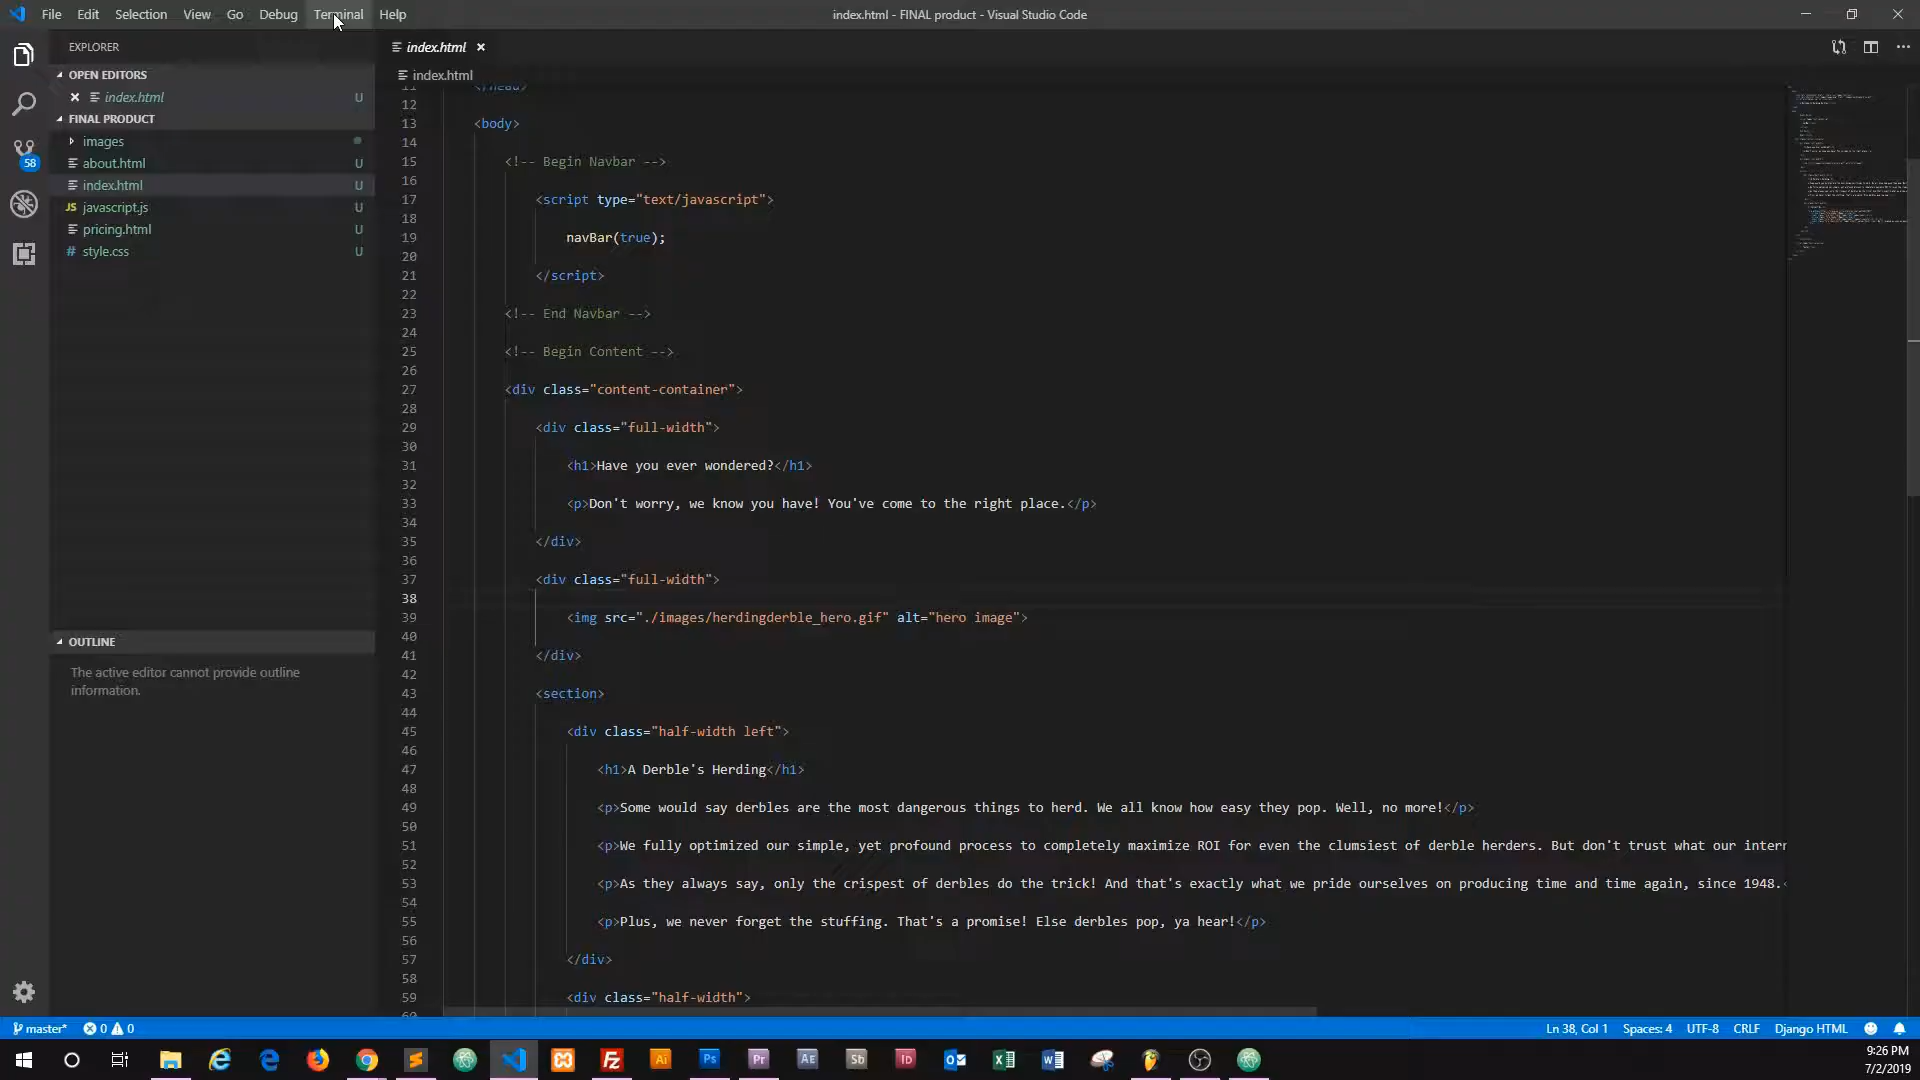 File Edit Selection View Go Debug Terminal Help
index.html - FINAL product - Visual Studio Code
EXPLORER
OPEN EDITORS
index.html U
FINAL PRODUCT
images
about.html U
index.html U
JS javascript.js U
pricing.html U
# style.css U
58
OUTLINE
The active editor cannot provide outline
information.
index.html
index.html
11 </head>
12
13 <body>
14
15 <!-- Begin Navbar -->
16
17 <script type="text/javascript">
18
19 navBar(true);
20
21 </script>
22
23 <!-- End Navbar -->
24
25 <!-- Begin Content -->
26
27 <div class="content-container">
28
29 <div class="full-width">
30
31 <h1>Have you ever wondered?</h1>
32
33 <p>Don't worry, we know you have! You've come to the right place.</p>
34
35 </div>
36
37 <div class="full-width">
38
39 <img src="./images/herdingderble_hero.gif" alt="hero image">
40
41 </div>
42
43 <section>
44
45 <div class="half-width left">
46
47 <h1>A Derble's Herding</h1>
48
49 <p>Some would say derbles are the most dangerous things to herd. We all know how easy they pop. Well, no more!</p>
50
51 <p>We fully optimized our simple, yet profound process to completely maximize ROI for even the clumsiest of derble herders. But don't trust what our intern
52
53 <p>As they always say, only the crispest of derbles do the trick! And that's exactly what we pride ourselves on producing time and time again, since 1948.<
54
55 <p>Plus, we never forget the stuffing. That's a promise! Else derbles pop, ya hear!</p>
56
57 </div>
58
59 <div class="half-width">
60
master* 0 0
Ln 38, Col 1 Spaces: 4 UTF-8 CRLF Django HTML
Fz Ai Ps Pr AE Sb Id
9:26 PM
7/2/2019